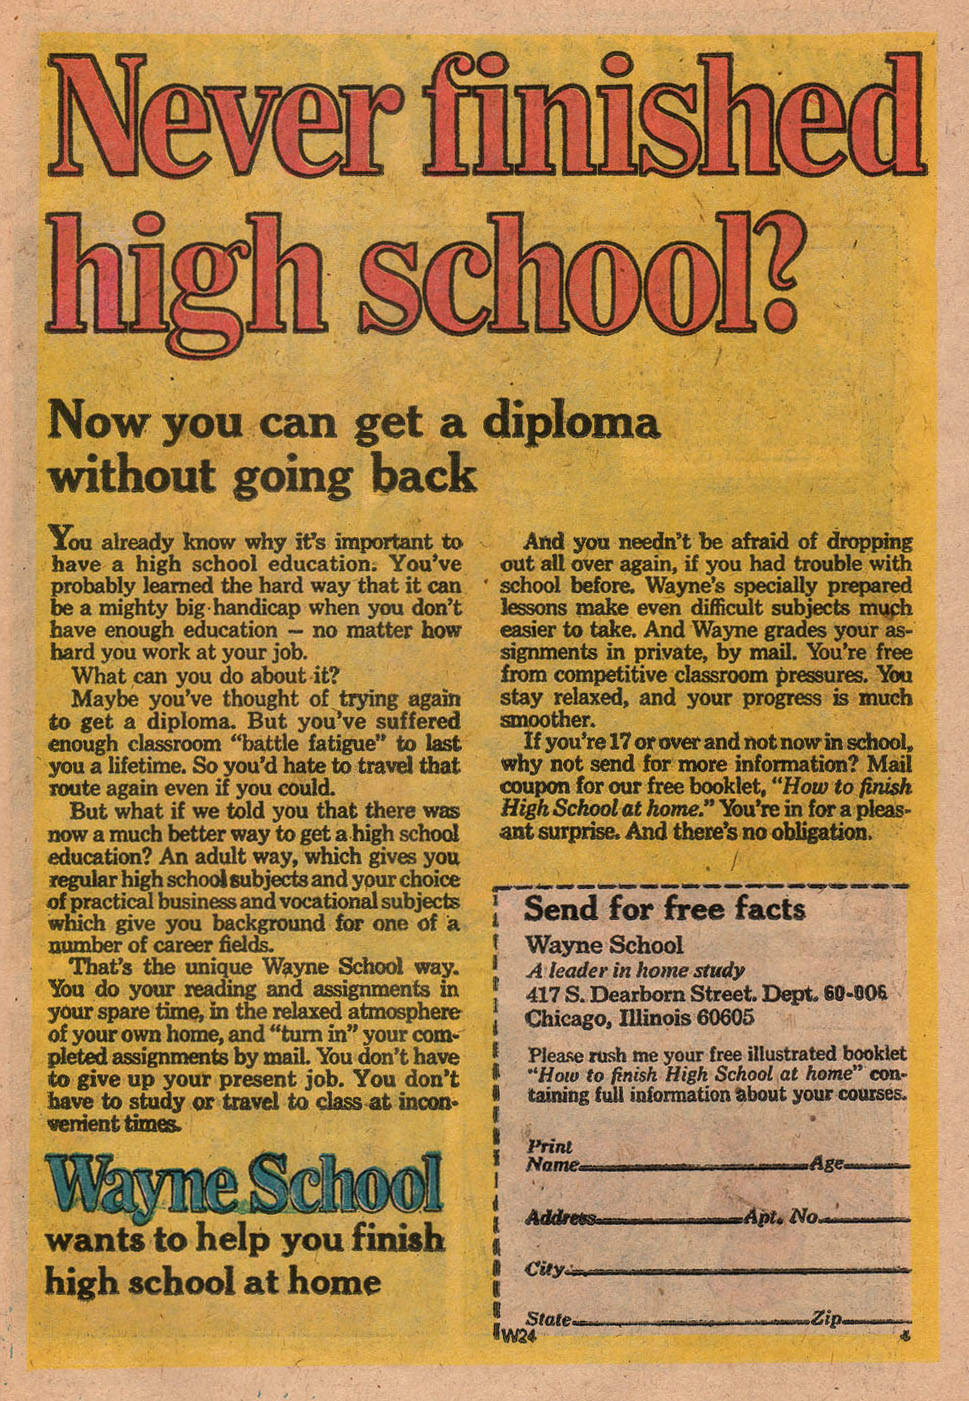 Never finished
high school?
Now you can get a diploma
without going back
You already know why it's important to
have a high school education. You've
probably learned the hard way that it can
be a mighty big handicap when you don't
have enough education — no matter how
hard you work at your job.
What can you do about it?
Maybe you've thought of trying again
to get a diploma. But you've suffered
enough classroom "battle fatigue" to last
you a lifetime. So you'd hate to travel that
route again even if you could.
But what if we told you that there was
now a much better way to get a high school
education? An adult way, which gives you
regular high school subjects and your choice
of practical business and vocational subjects
which give you background for one of a
number of career fields.
That's the unique Wayne School way.
You do your reading and assignments in
your spare time, in the relaxed atmosphere
of your own home, and "turn in" your com-
pleted assignments by mail. You don't have
to give up your present job. You don't
have to study or travel to class at incon-
venient times.
Wayne School
wants to help you finish
high school at home
And you needn't be afraid of dropping
out all over again, if you had trouble with
school before. Wayne's specially prepared
lessons make even difficult subjects much
easier to take. And Wayne grades your as-
signments in private, by mail. You're free
from competitive classroom pressures. You
stay relaxed, and your progress is much
smoother.
If you're 17 or over and not now in school,
why not send for more information? Mail
coupon for our free booklet, "How to finish
High School at home." You're in for a pleas-
ant surprise. And there's no obligation.
Send for free facts
Wayne School
A leader in home study
417 S. Dearborn Street. Dept. 60-006
Chicago, Illinois 60605
Please rush me your free illustrated booklet
"How to finish High School at home" con-
taining full information about your courses.
Print
Name Age
Address Apt. No.
City
State Zip
W24 4